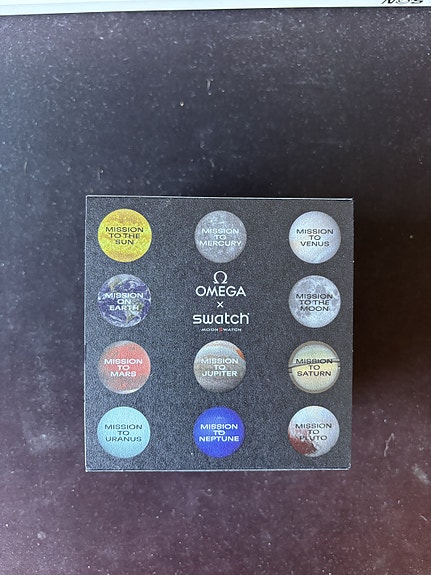 MISSION
TO THE
SUN
MISSION
TO
MERCURY
MISSION
TO
VENUS
MISSION
ON
EARTH
Ω
OMEGA
×
swatch
MOONSWATCH
MISSION
TO THE
MOON
MISSION
TO
MARS
MISSION
TO
JUPITER
MISSION
TO
SATURN
MISSION
TO
URANUS
MISSION
TO
NEPTUNE
MISSION
TO
PLUTO